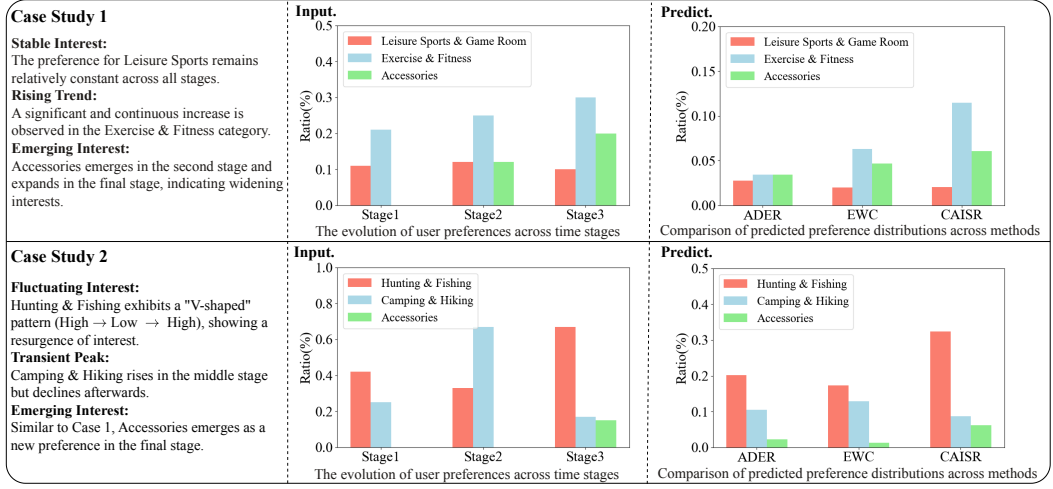 Case Study 1
Stable Interest:
The preference for Leisure Sports remains
relatively constant across all stages.
Rising Trend:
A significant and continuous increase is
observed in the Exercise & Fitness category.
Emerging Interest:
Accessories emerges in the second stage and
expands in the final stage, indicating widening
interests.
Input.
0.5
0.4
0.3
0.2
0.1
0.0
Ratio(%)
Leisure Sports & Game Room
Exercise & Fitness
Accessories
Stage1 Stage2 Stage3
The evolution of user preferences across time stages
Predict.
0.20
0.15
0.10
0.05
0.00
Ratio(%)
Leisure Sports & Game Room
Exercise & Fitness
Accessories
ADER EWC CAISR
Comparison of predicted preference distributions across methods
Case Study 2
Fluctuating Interest:
Hunting & Fishing exhibits a "V-shaped"
pattern (High → Low → High), showing a
resurgence of interest.
Transient Peak:
Camping & Hiking rises in the middle stage
but declines afterwards.
Emerging Interest:
Similar to Case 1, Accessories emerges as a
new preference in the final stage.
Input.
1.0
0.8
0.6
0.4
0.2
0.0
Ratio(%)
Hunting & Fishing
Camping & Hiking
Accessories
Stage1 Stage2 Stage3
The evolution of user preferences across time stages
Predict.
0.5
0.4
0.3
0.2
0.1
0.0
Ratio(%)
Hunting & Fishing
Camping & Hiking
Accessories
ADER EWC CAISR
Comparison of predicted preference distributions across methods